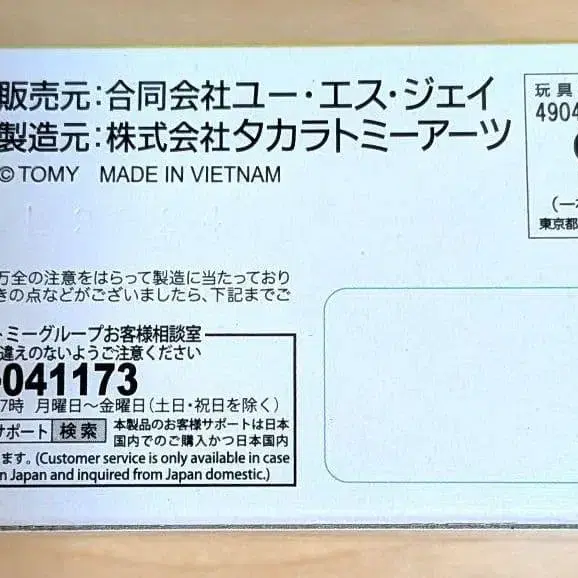 販売元:合同会社ユー・エス・ジェイ
製造元:株式会社タカラトミーアーツ
© TOMY MADE IN VIETNAM
玩具
4904
(一社
東京都
万全の注意をはらって製造に当たっており
きの点などがございましたら、下記までご
トミーグループお客様相談室
違えのないようご注意ください
041173
7時 月曜日～金曜日(土日・祝日を除く)
サポート 検索 本製品のお客様サポートは日本
国内でのご購入かつ日本国内
ます。(Customer service is only available in case
n Japan and inquired from Japan domestic.)